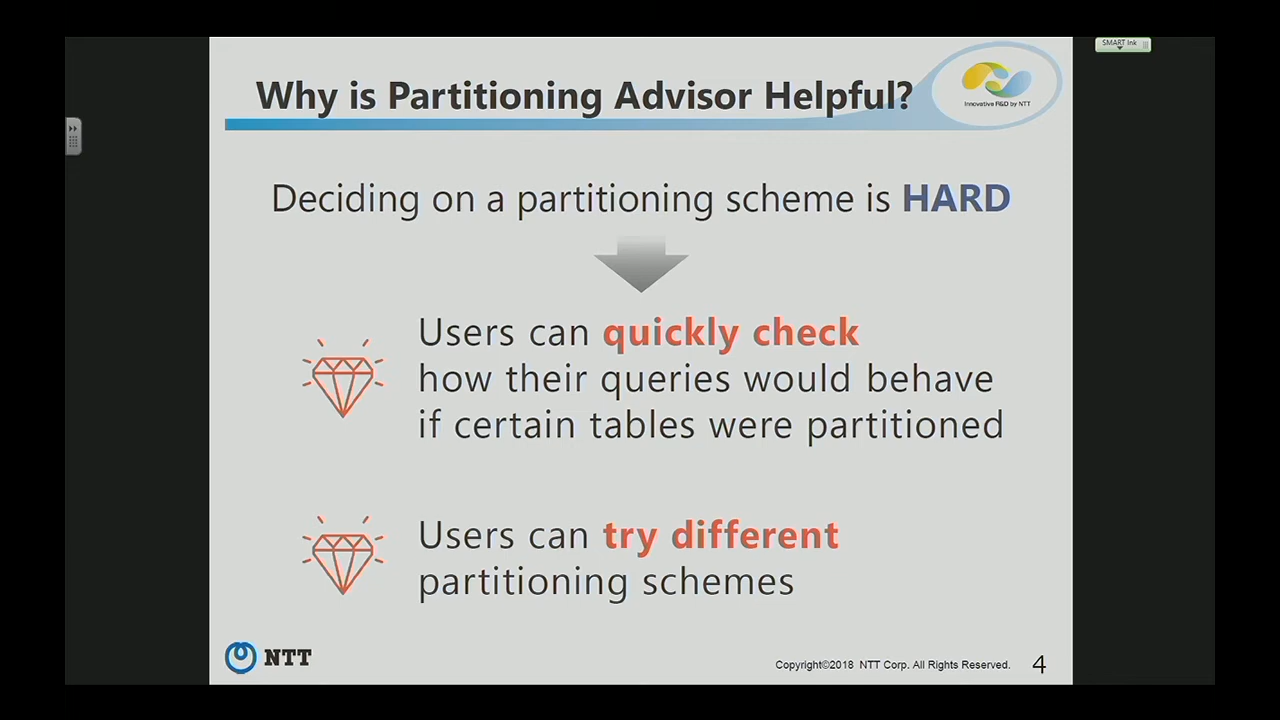 SMART Ink
Why is Partitioning Advisor Helpful?
Innovative R&D by NTT
Deciding on a partitioning scheme is HARD
Users can quickly check
how their queries would behave
if certain tables were partitioned
Users can try different
partitioning schemes
NTT
Copyright©2018 NTT Corp. All Rights Reserved.
4